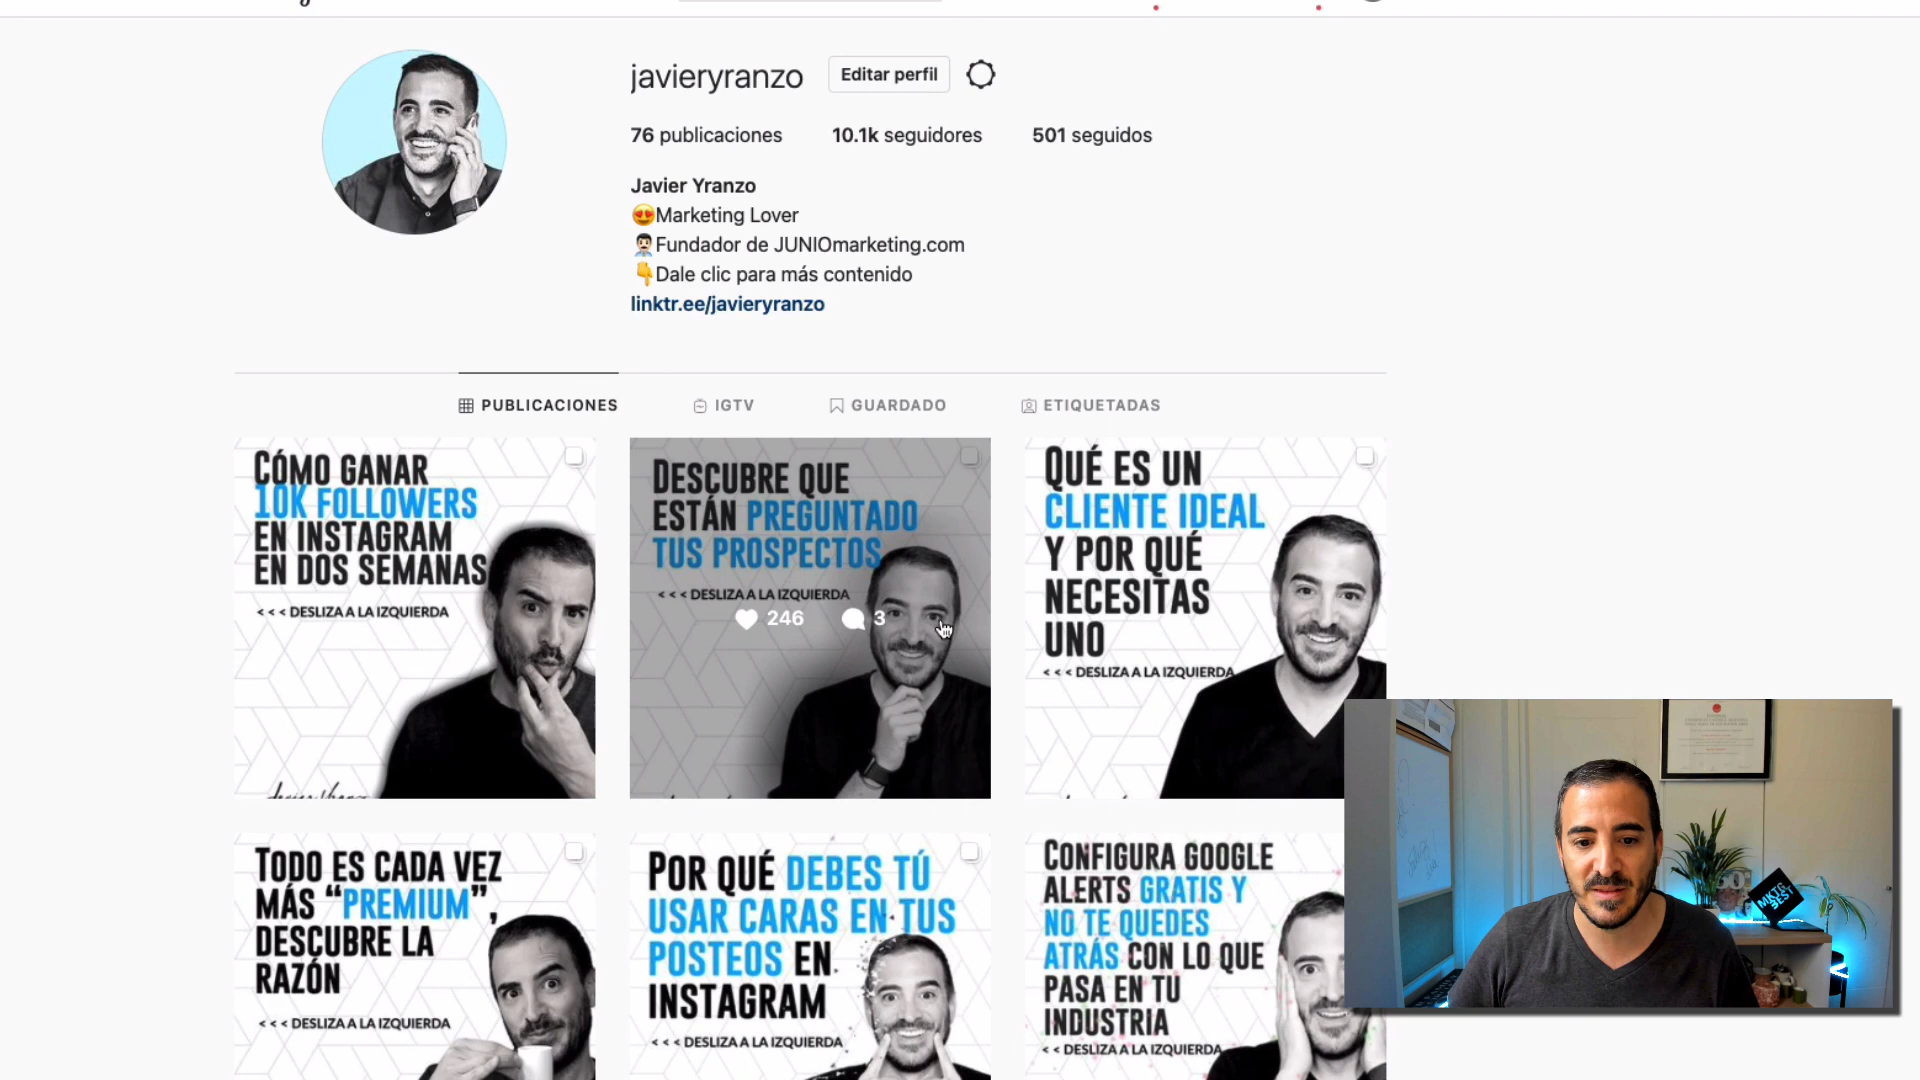 javieryranzo
Editar perfil
76 publicaciones
10.1k seguidores
501 seguidos
Javier Yranzo
😍Marketing Lover
👨🏻‍💼Fundador de JUNIOmarketing.com
👇Dale clic para más contenido
linktr.ee/javieryranzo
PUBLICACIONES
IGTV
GUARDADO
ETIQUETADAS
CÓMO GANAR
10K FOLLOWERS
EN INSTAGRAM
EN DOS SEMANAS
<<< DESLIZA A LA IZQUIERDA
DESCUBRE QUE
ESTÁN PREGUNTADO
TUS PROSPECTOS
<<< DESLIZA A LA IZQUIERDA
246
3
QUÉ ES UN
CLIENTE IDEAL
Y POR QUÉ
NECESITAS
UNO
<<< DESLIZA A LA IZQUIERDA
TODO ES CADA VEZ
MÁS “PREMIUM”,
DESCUBRE LA
RAZÓN
<<< DESLIZA A LA IZQUIERDA
POR QUÉ DEBES TÚ
USAR CARAS EN TUS
POSTEOS EN
INSTAGRAM
<<< DESLIZA A LA IZQUIERDA
CONFIGURA GOOGLE
ALERTS GRATIS Y
NO TE QUEDES
ATRÁS CON LO QUE
PASA EN TU
INDUSTRIA
<< DESLIZA A LA IZQUIERDA
MKTG
BEST